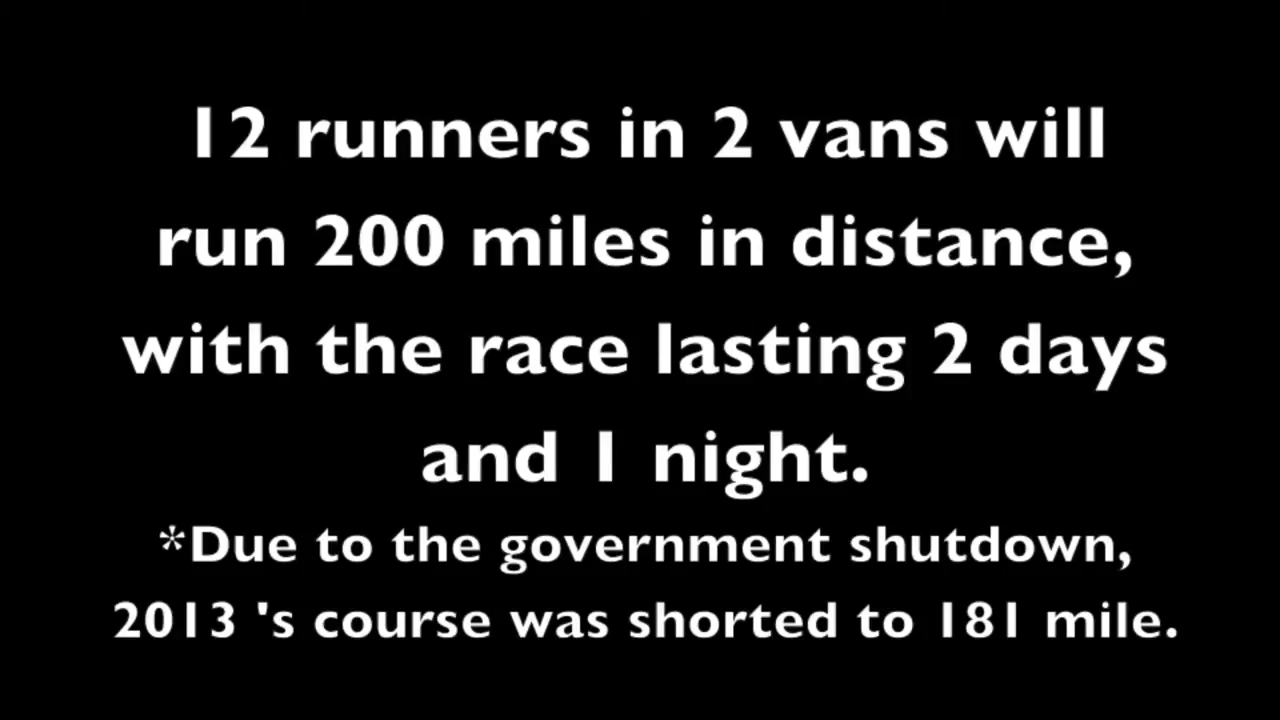 12 runners in 2 vans will
run 200 miles in distance,
with the race lasting 2 days
and 1 night.
*Due to the government shutdown,
2013 's course was shorted to 181 mile.